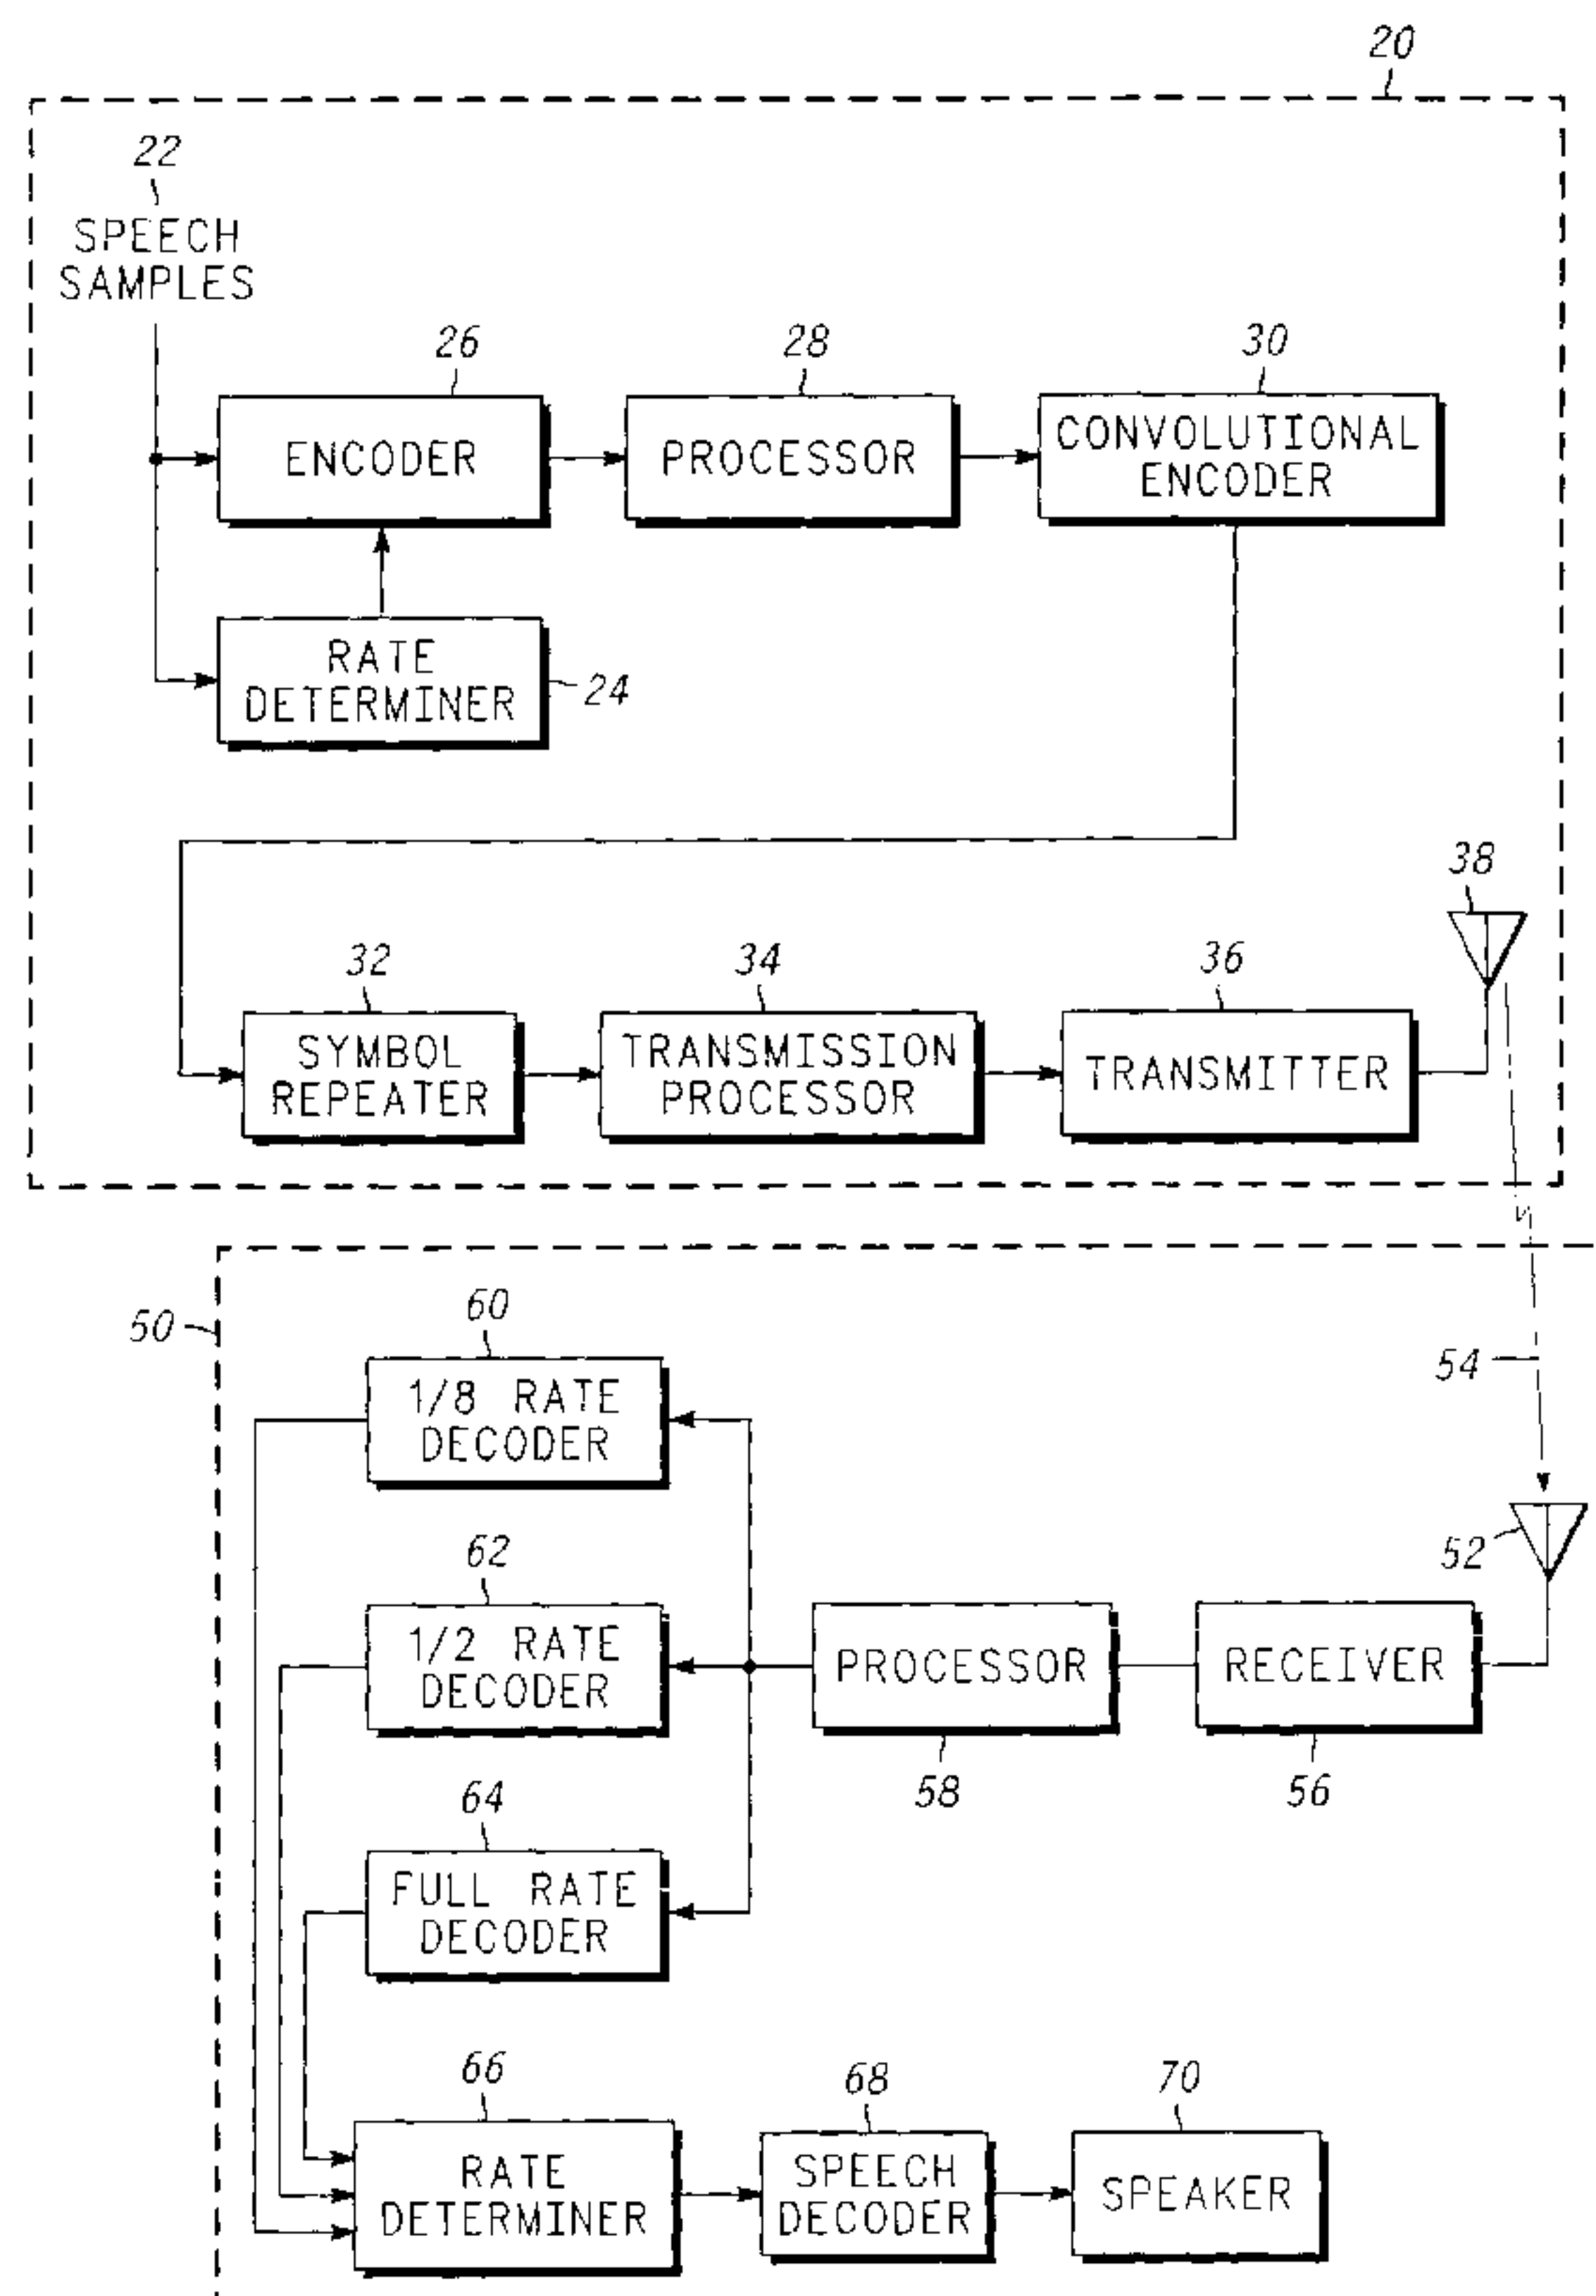 20
22
SPEECH
SAMPLES
26
28
30
ENCODER
PROCESSOR
CONVOLUTIONAL
ENCODER
RATE
DETERMINER
24
38
32
34
36
SYMBOL
REPEATER
TRANSMISSION
PROCESSOR
TRANSMITTER
50
60
1/8 RATE
DECODER
54
52
62
1/2 RATE
DECODER
PROCESSOR
RECEIVER
58
56
64
FULL RATE
DECODER
66
68
70
RATE
DETERMINER
SPEECH
DECODER
SPEAKER